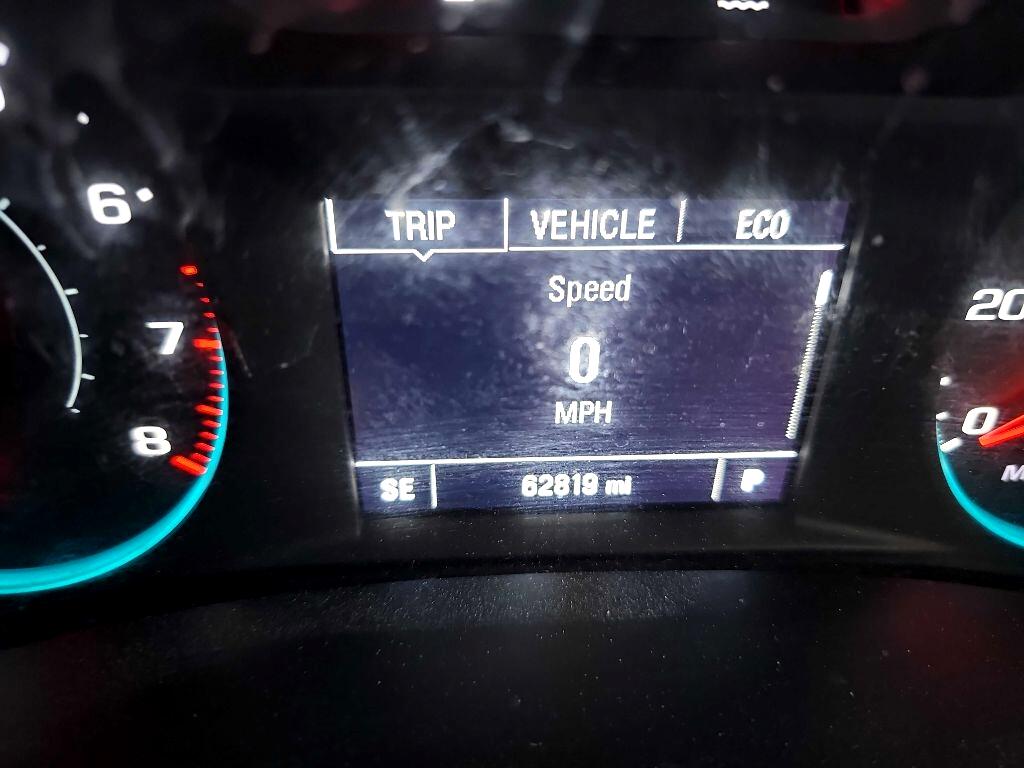 6
7
8
TRIP VEHICLE ECO
Speed
0
MPH
SE 62819 mi P
20
0